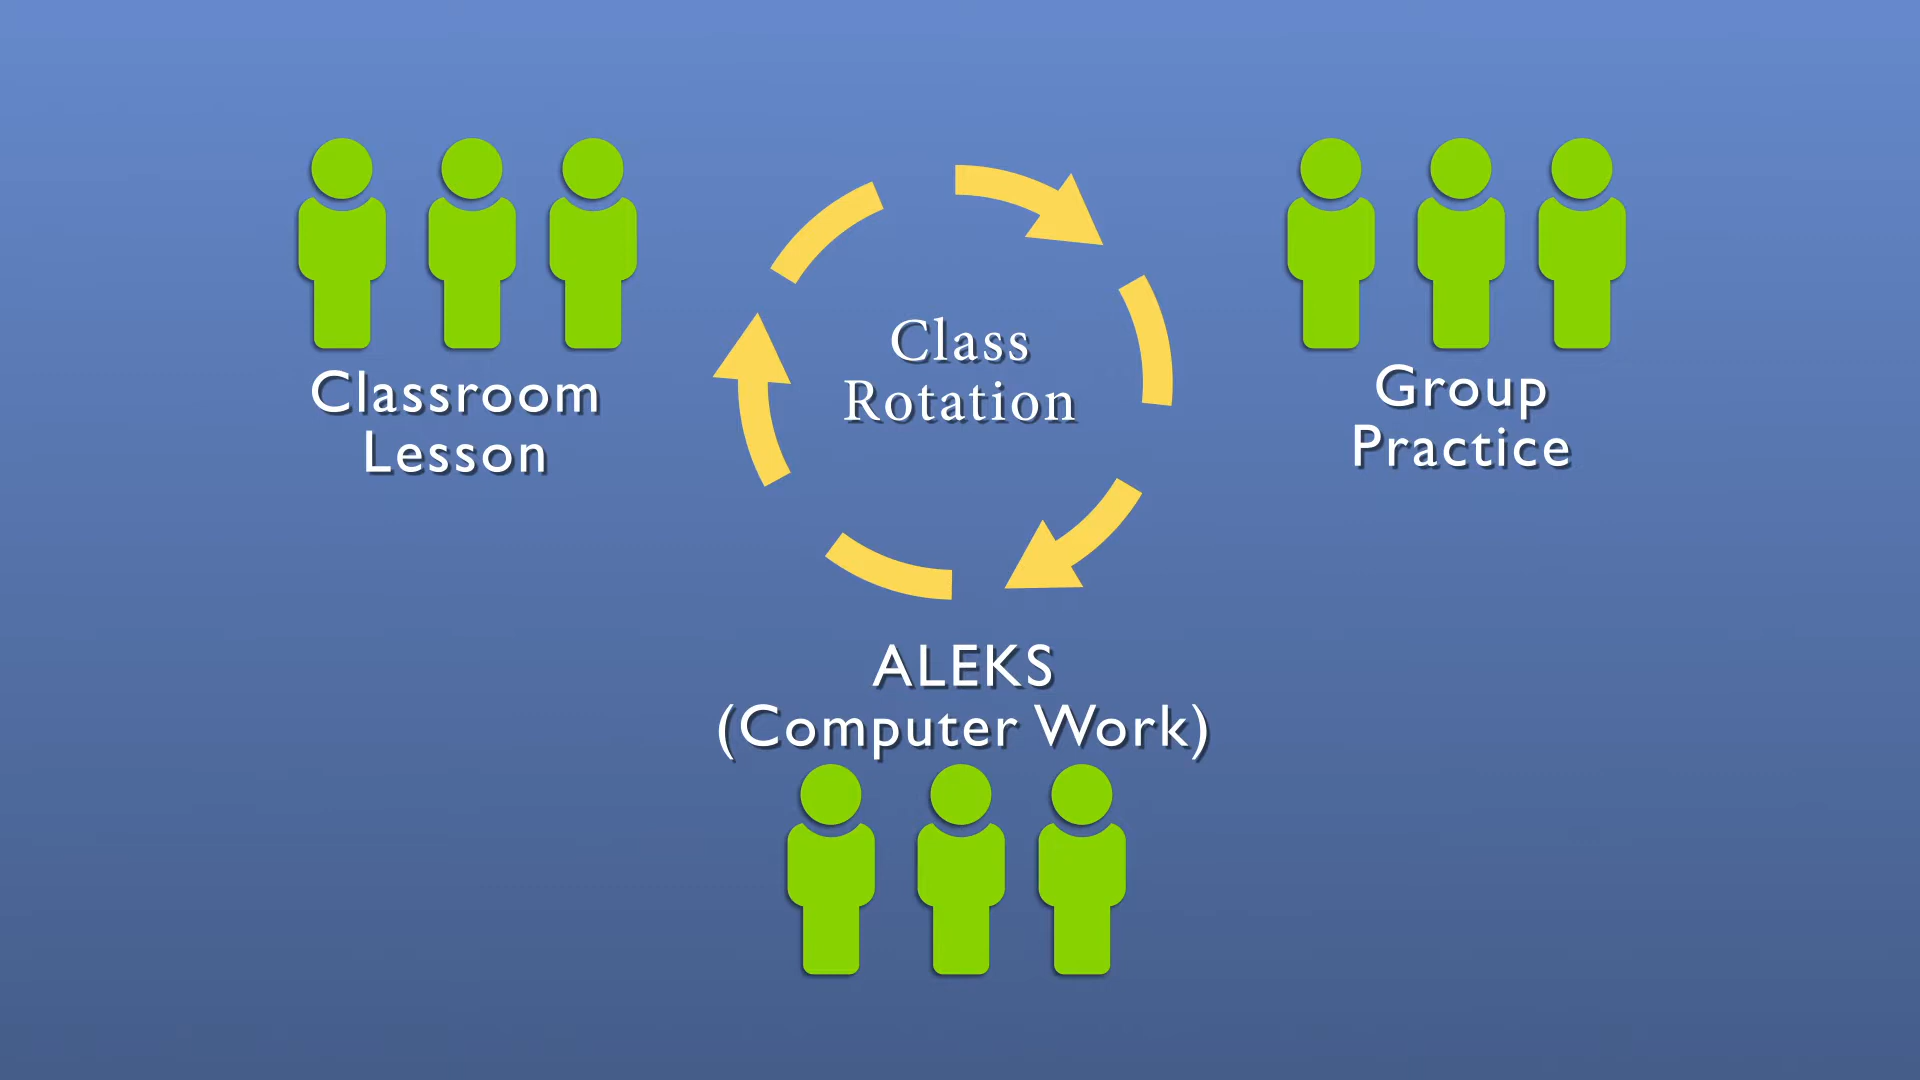 Classroom
Lesson
Class
Rotation
Group
Practice
ALEKS
(Computer Work)